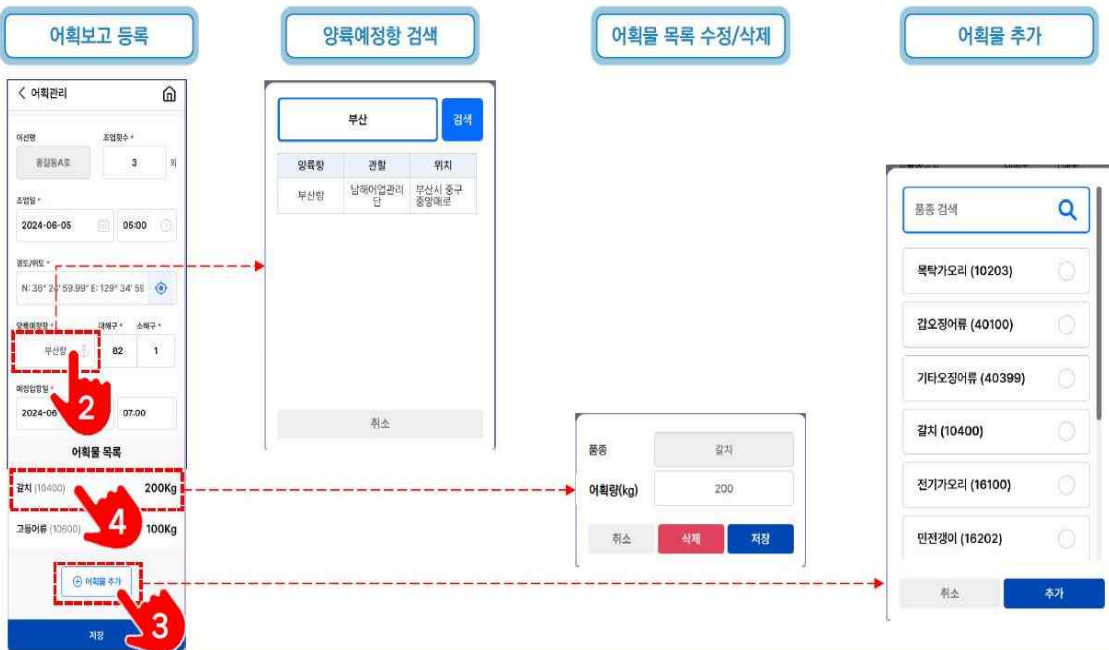 어획보고 등록
양륙예정항 검색
어획물 목록 수정/삭제
어획물 추가
어획관리
어선명
조업횟수 *
홍길동A호
3
회
조업일 *
2024-06-05
05:00
경도/위도 *
N: 36° 24' 59.99" E: 129° 34' 59
양륙예정항 *
대해구 *
소해구 *
부산항
82
1
2
예정입항일 *
2024-06
07:00
어획물 목록
갈치 (10400)
200Kg
4
고등어류 (10600)
100Kg
어획물 추가
3
저장
부산
검색
양륙항
관할
위치
부산항
남해어업관리
단
부산시 중구
중앙대로
취소
품종
갈치
어획량(kg)
200
취소
삭제
저장
품종 검색
목탁가오리 (10203)
갑오징어류 (40100)
기타오징어류 (40399)
갈치 (10400)
전기가오리 (16100)
민전갱이 (16202)
취소
추가